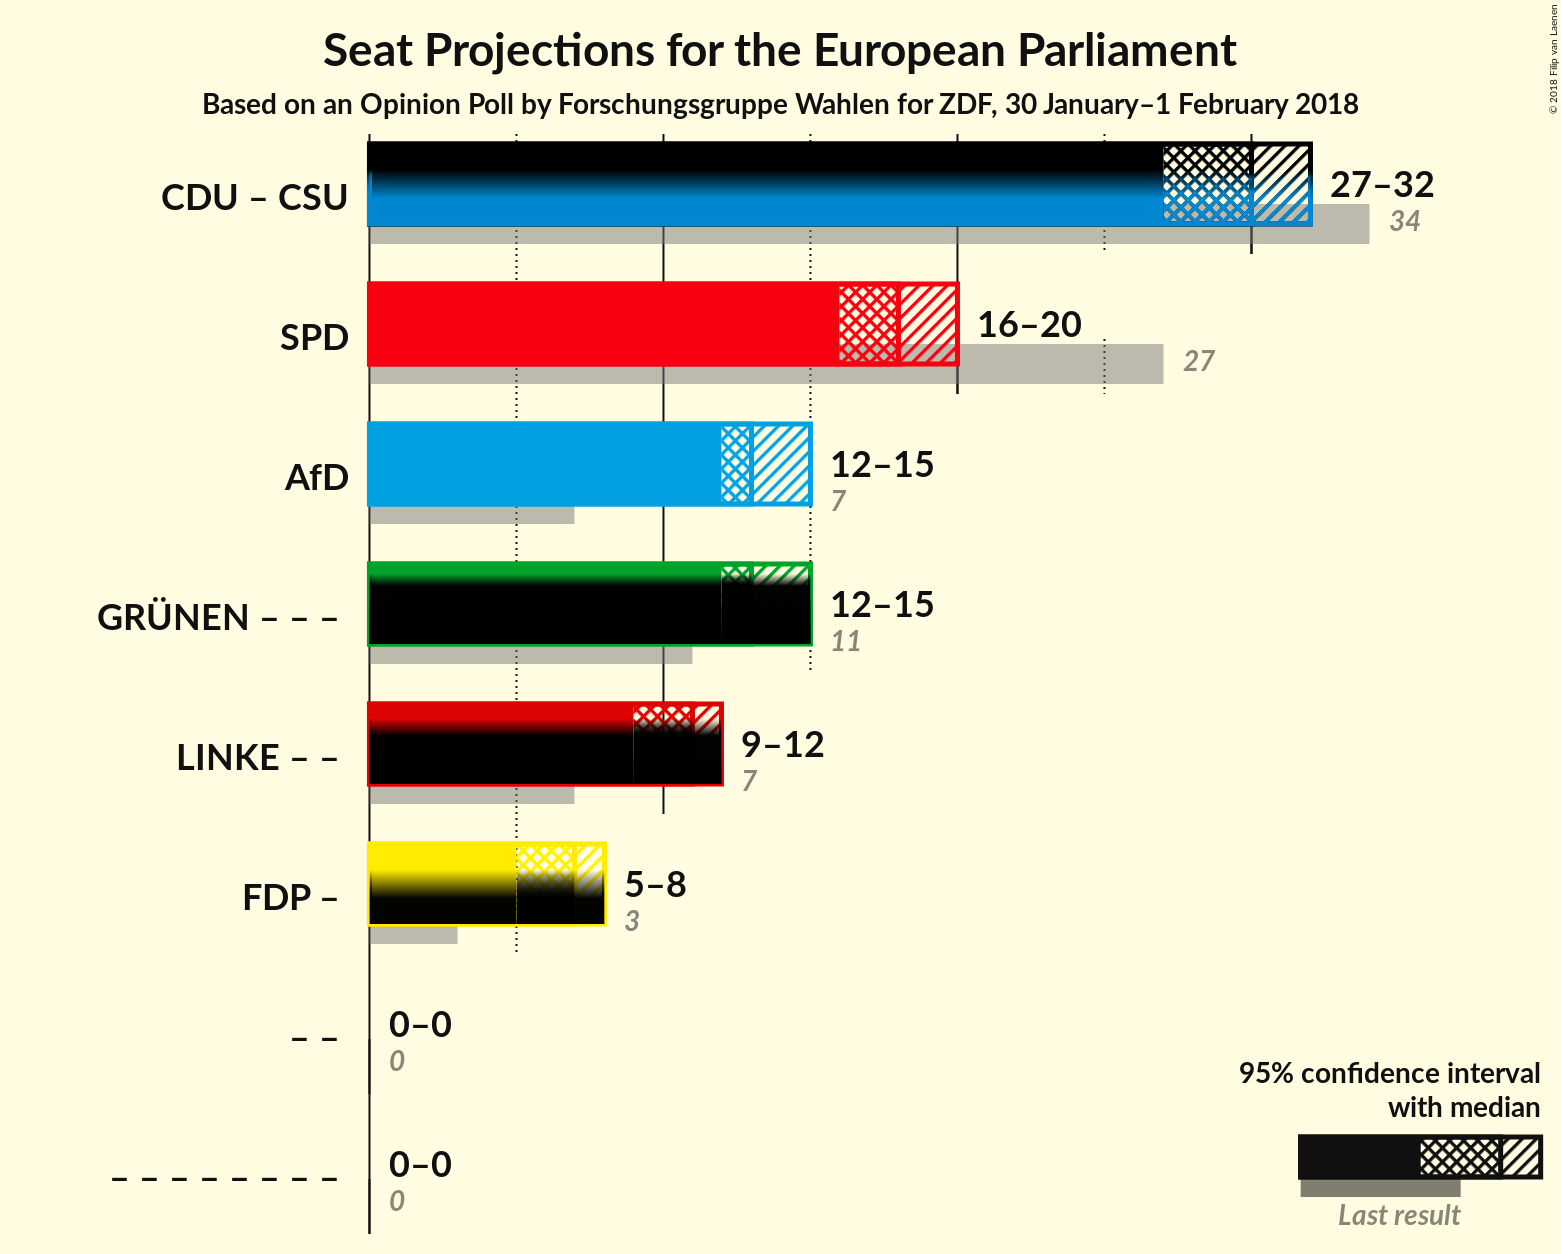 Seat Projections for the European Parliament
Based on an Opinion Poll by Forschungsgruppe Wahlen for ZDF, 30 January–1 February 2018
© 2018 Filip van Laenen
CDU – CSU
27–32
34
SPD
16–20
27
AfD
12–15
7
GRÜNEN – – –
12–15
11
LINKE – –
9–12
7
FDP –
5–8
3
– –
0–0
0
– – – – – – – –
0–0
0
95% confidence interval
with median
Last result